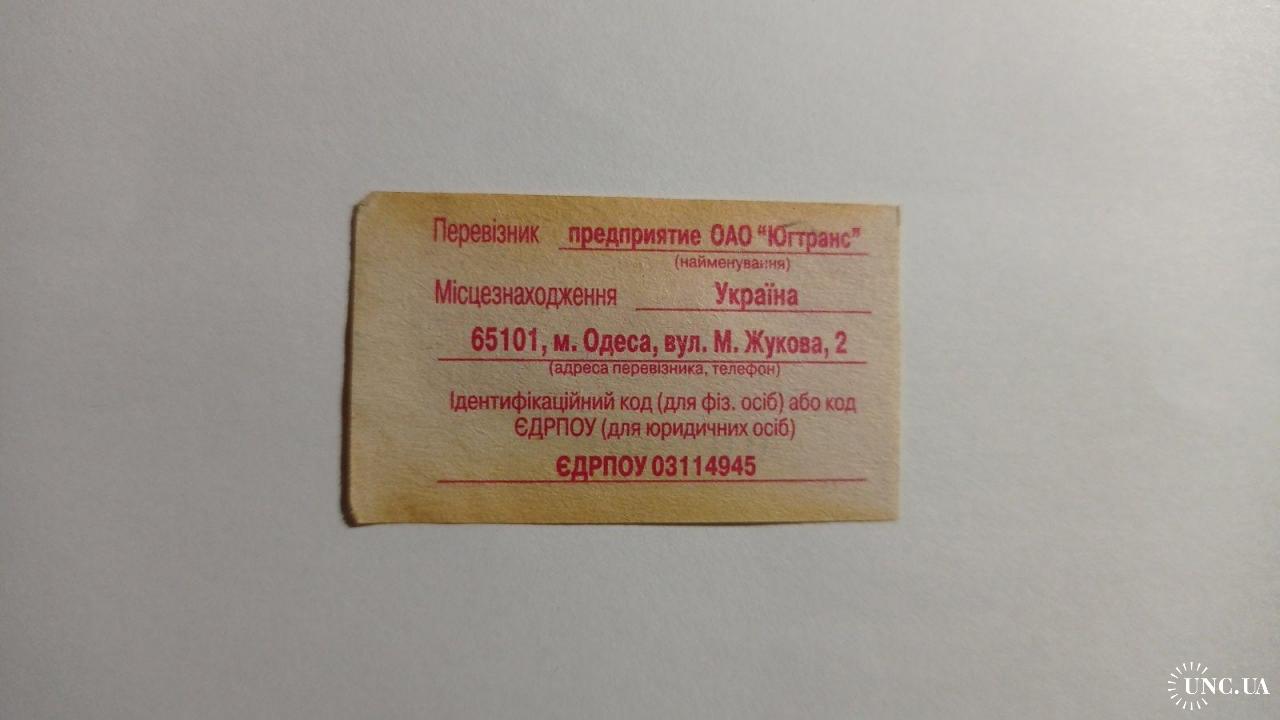 Перевізник предприятие ОАО “Югтранс”
(найменування)
Місцезнаходження Україна
65101, м. Одеса, вул. М. Жукова, 2
(адреса перевізника, телефон)
Ідентифікаційний код (для фіз. осіб) або код
ЄДРПОУ (для юридичних осіб)
ЄДРПОУ 03114945
UNC.UA